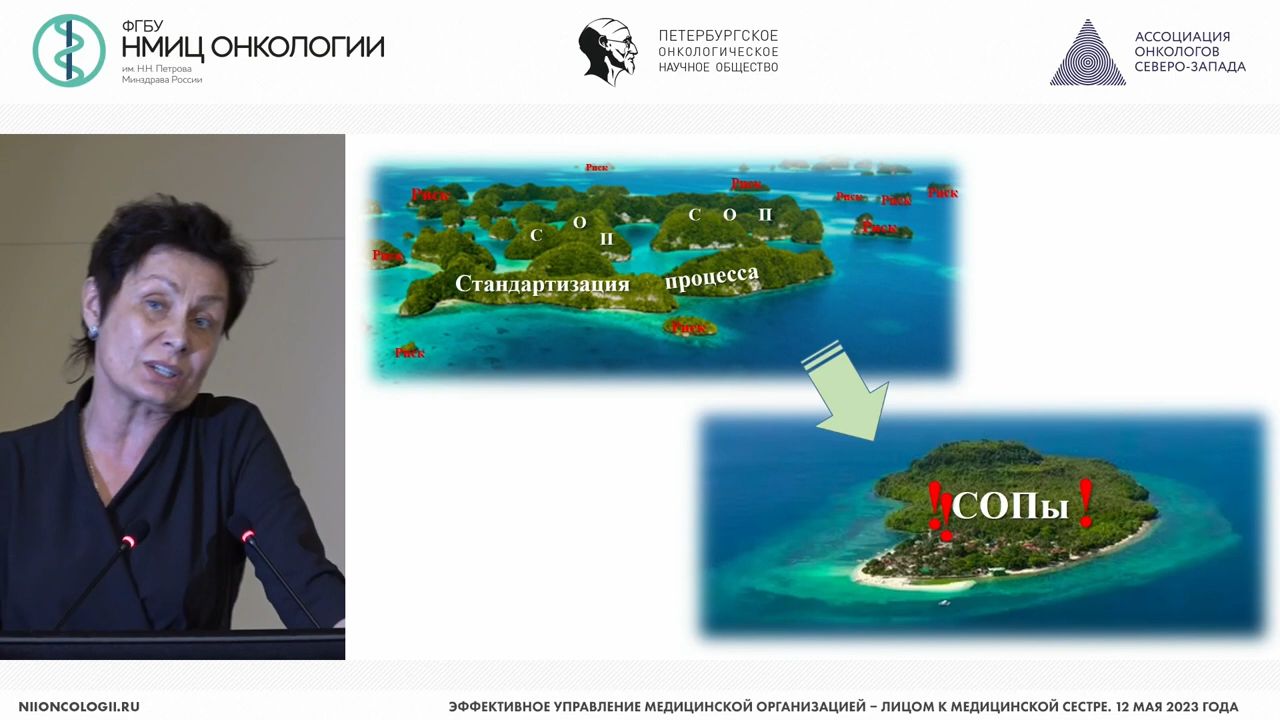 ФГБУ
НМИЦ ОНКОЛОГИИ
им. Н.Н. Петрова
Минздрава России
ПЕТЕРБУРГСКОЕ
ОНКОЛОГИЧЕСКОЕ
НАУЧНОЕ ОБЩЕСТВО
АССОЦИАЦИЯ
ОНКОЛОГОВ
СЕВЕРО-ЗАПАДА
Риск
Риск
Риск
Риск
Риск
Риск
С О П
С О П
Риск
Риск
Стандартизация процесса
Риск
Риск
!! СОПы !
NIIONCOLOGII.RU
ЭФФЕКТИВНОЕ УПРАВЛЕНИЕ МЕДИЦИНСКОЙ ОРГАНИЗАЦИЕЙ – ЛИЦОМ К МЕДИЦИНСКОЙ СЕСТРЕ. 12 МАЯ 2023 ГОДА